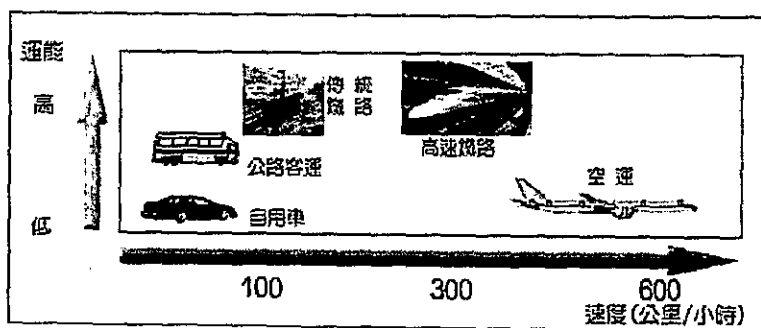 運能
高
傳統
鐵路
公路客運
高速鐵路
空運
自用車
低
100 300 600
速度(公里/小時)